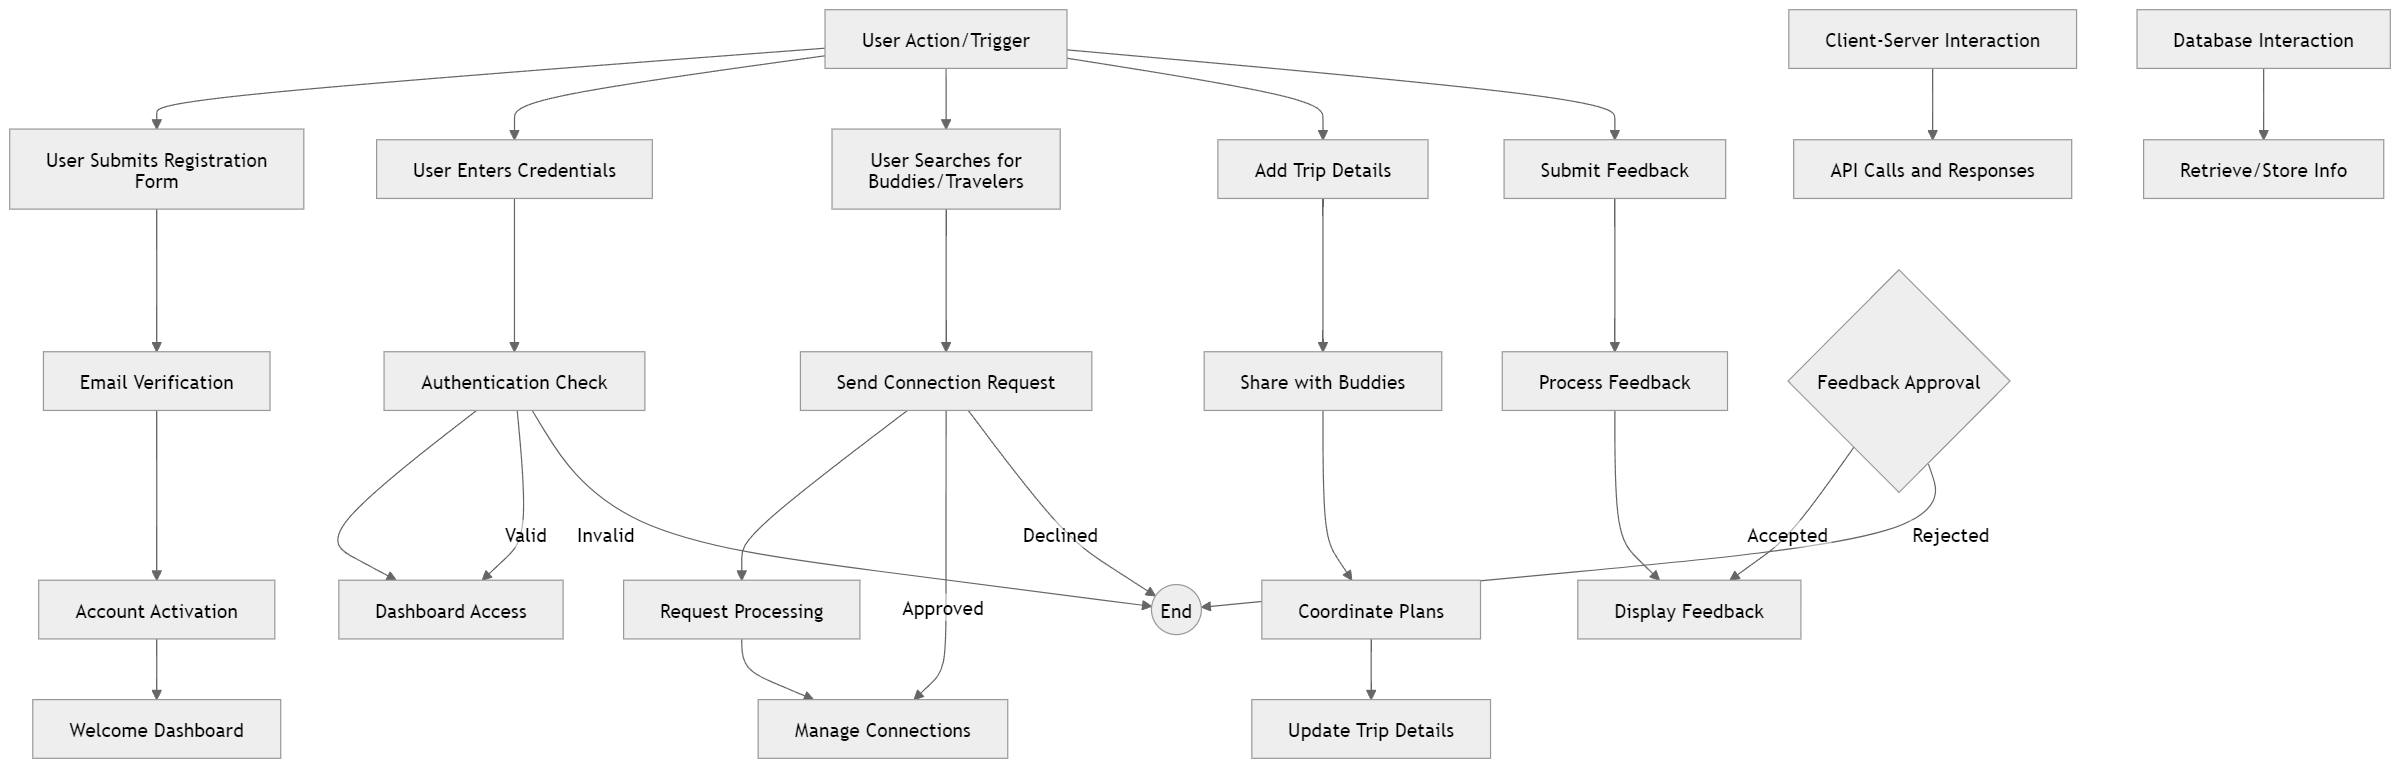 User Action/Trigger
Client-Server Interaction
Database Interaction
User Submits Registration
Form
User Enters Credentials
User Searches for
Buddies/Travelers
Add Trip Details
Submit Feedback
API Calls and Responses
Retrieve/Store Info
Email Verification
Authentication Check
Send Connection Request
Share with Buddies
Process Feedback
Feedback Approval
Valid
Invalid
Declined
Accepted
Rejected
Account Activation
Dashboard Access
Request Processing
Approved
End
Coordinate Plans
Display Feedback
Welcome Dashboard
Manage Connections
Update Trip Details